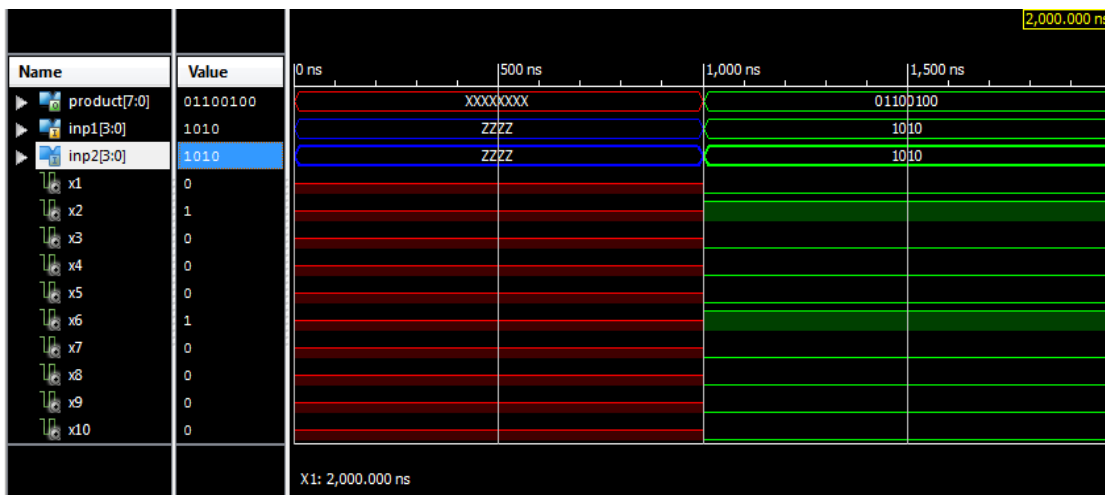 2,000.000 ns
Name Value 0 ns 500 ns 1,000 ns 1,500 ns
product[7:0] 01100100 XXXXXXXX 01100100
inp1[3:0] 1010 ZZZZ 1010
inp2[3:0] 1010 ZZZZ 1010
x1 0
x2 1
x3 0
x4 0
x5 0
x6 1
x7 0
x8 0
x9 0
x10 0
X1: 2,000.000 ns